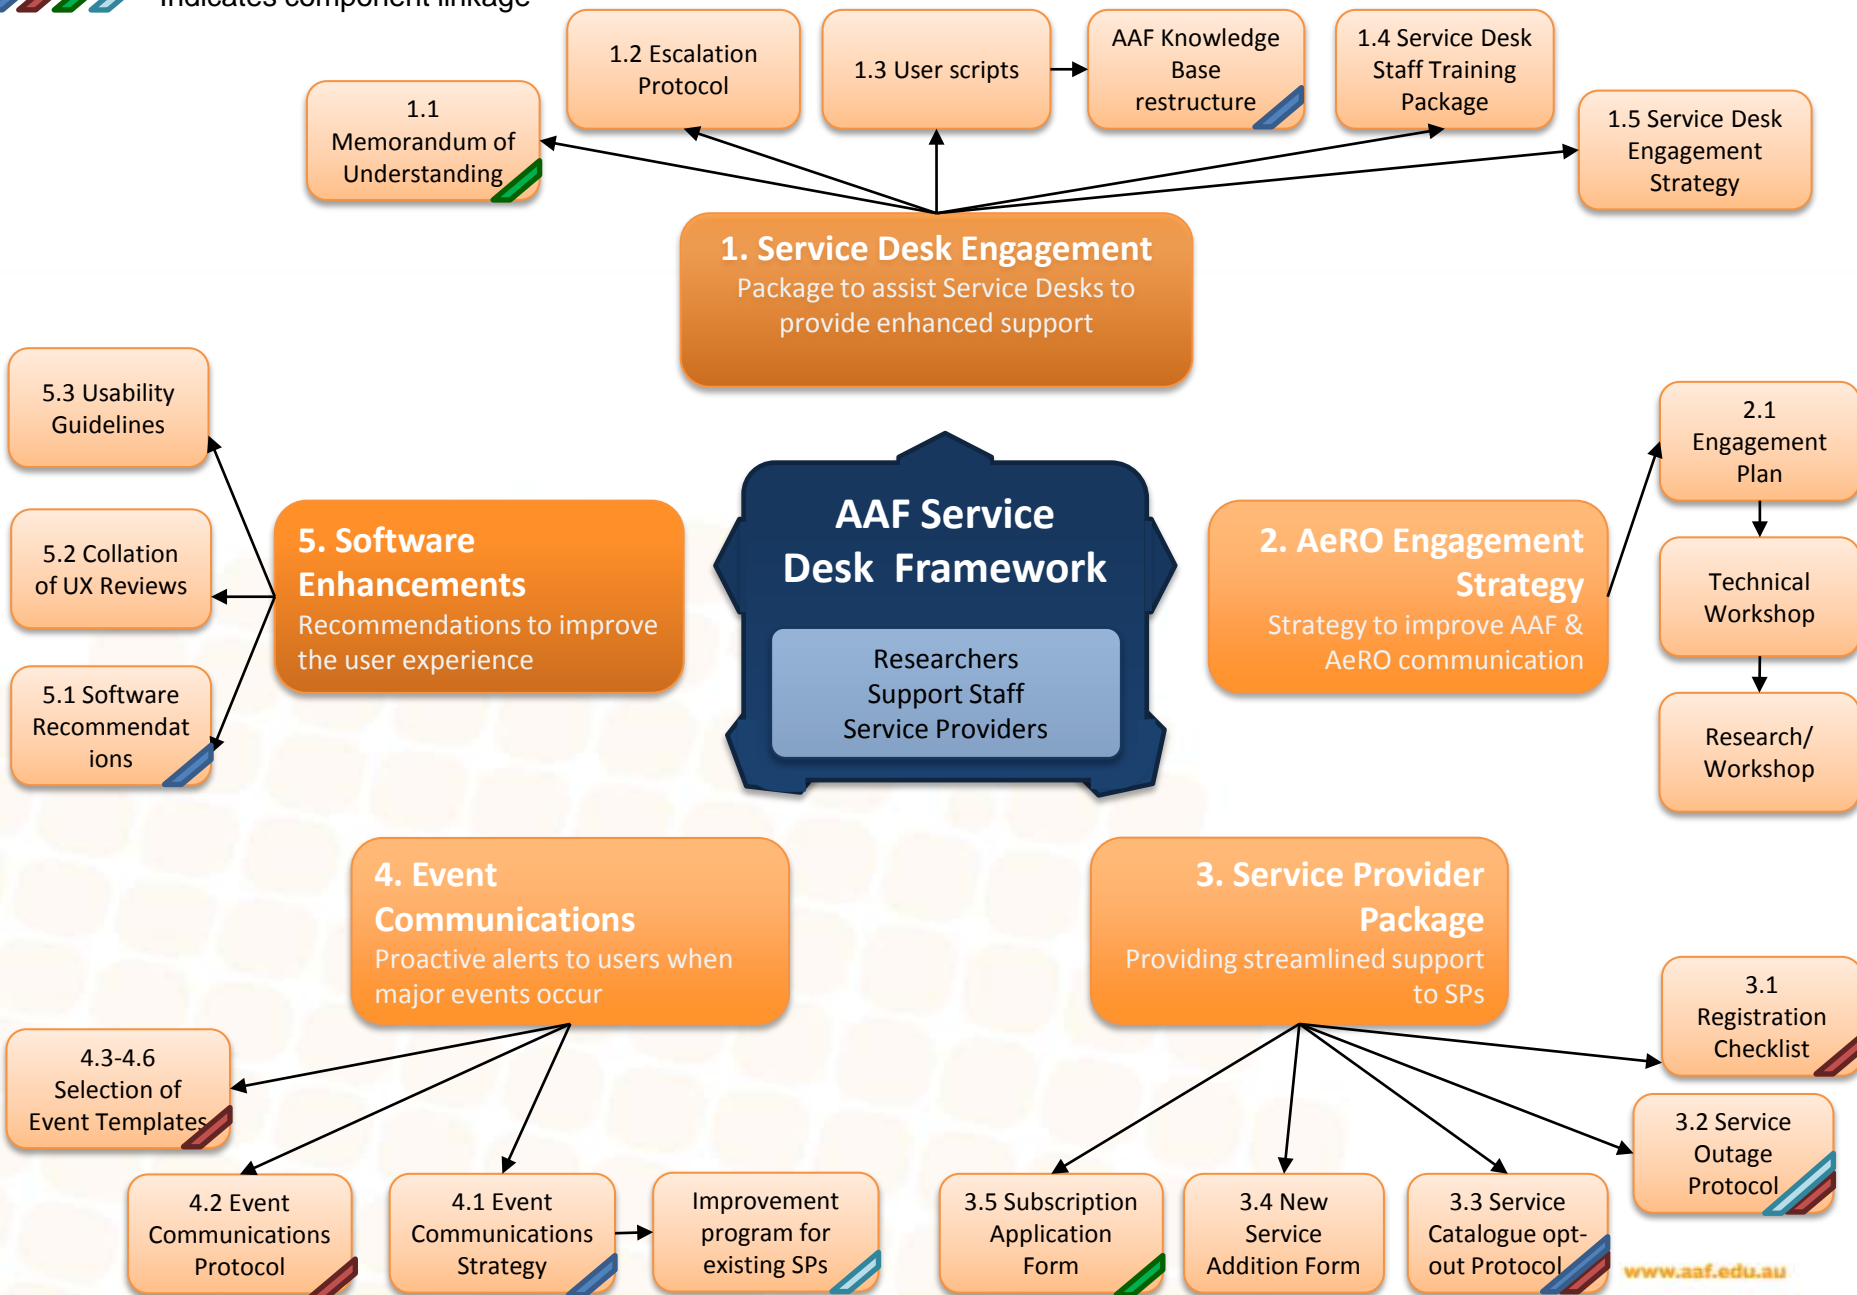 Indicates component linkage
1.1
Memorandum of
Understanding
1.2 Escalation
Protocol
1.3 User scripts
AAF Knowledge
Base
restructure
1.4 Service Desk
Staff Training
Package
1.5 Service Desk
Engagement
Strategy
1. Service Desk Engagement
Package to assist Service Desks to
provide enhanced support
5.3 Usability
Guidelines
5.2 Collation
of UX Reviews
5.1 Software
Recommendat
ions
5. Software
Enhancements
Recommendations to improve
the user experience
AAF Service
Desk  Framework
Researchers
Support Staff
Service Providers
2. AeRO Engagement
Strategy
Strategy to improve AAF &
AeRO communication
2.1
Engagement
Plan
Technical
Workshop
Research/
Workshop
4. Event
Communications
Proactive alerts to users when
major events occur
3. Service Provider
Package
Providing streamlined support
to SPs
4.3-4.6
Selection of
Event Templates
4.2 Event
Communications
Protocol
4.1 Event
Communications
Strategy
Improvement
program for
existing SPs
3.5 Subscription
Application
Form
3.4 New
Service
Addition Form
3.3 Service
Catalogue opt-
out Protocol
3.2 Service
Outage
Protocol
3.1
Registration
Checklist
www.aaf.edu.au